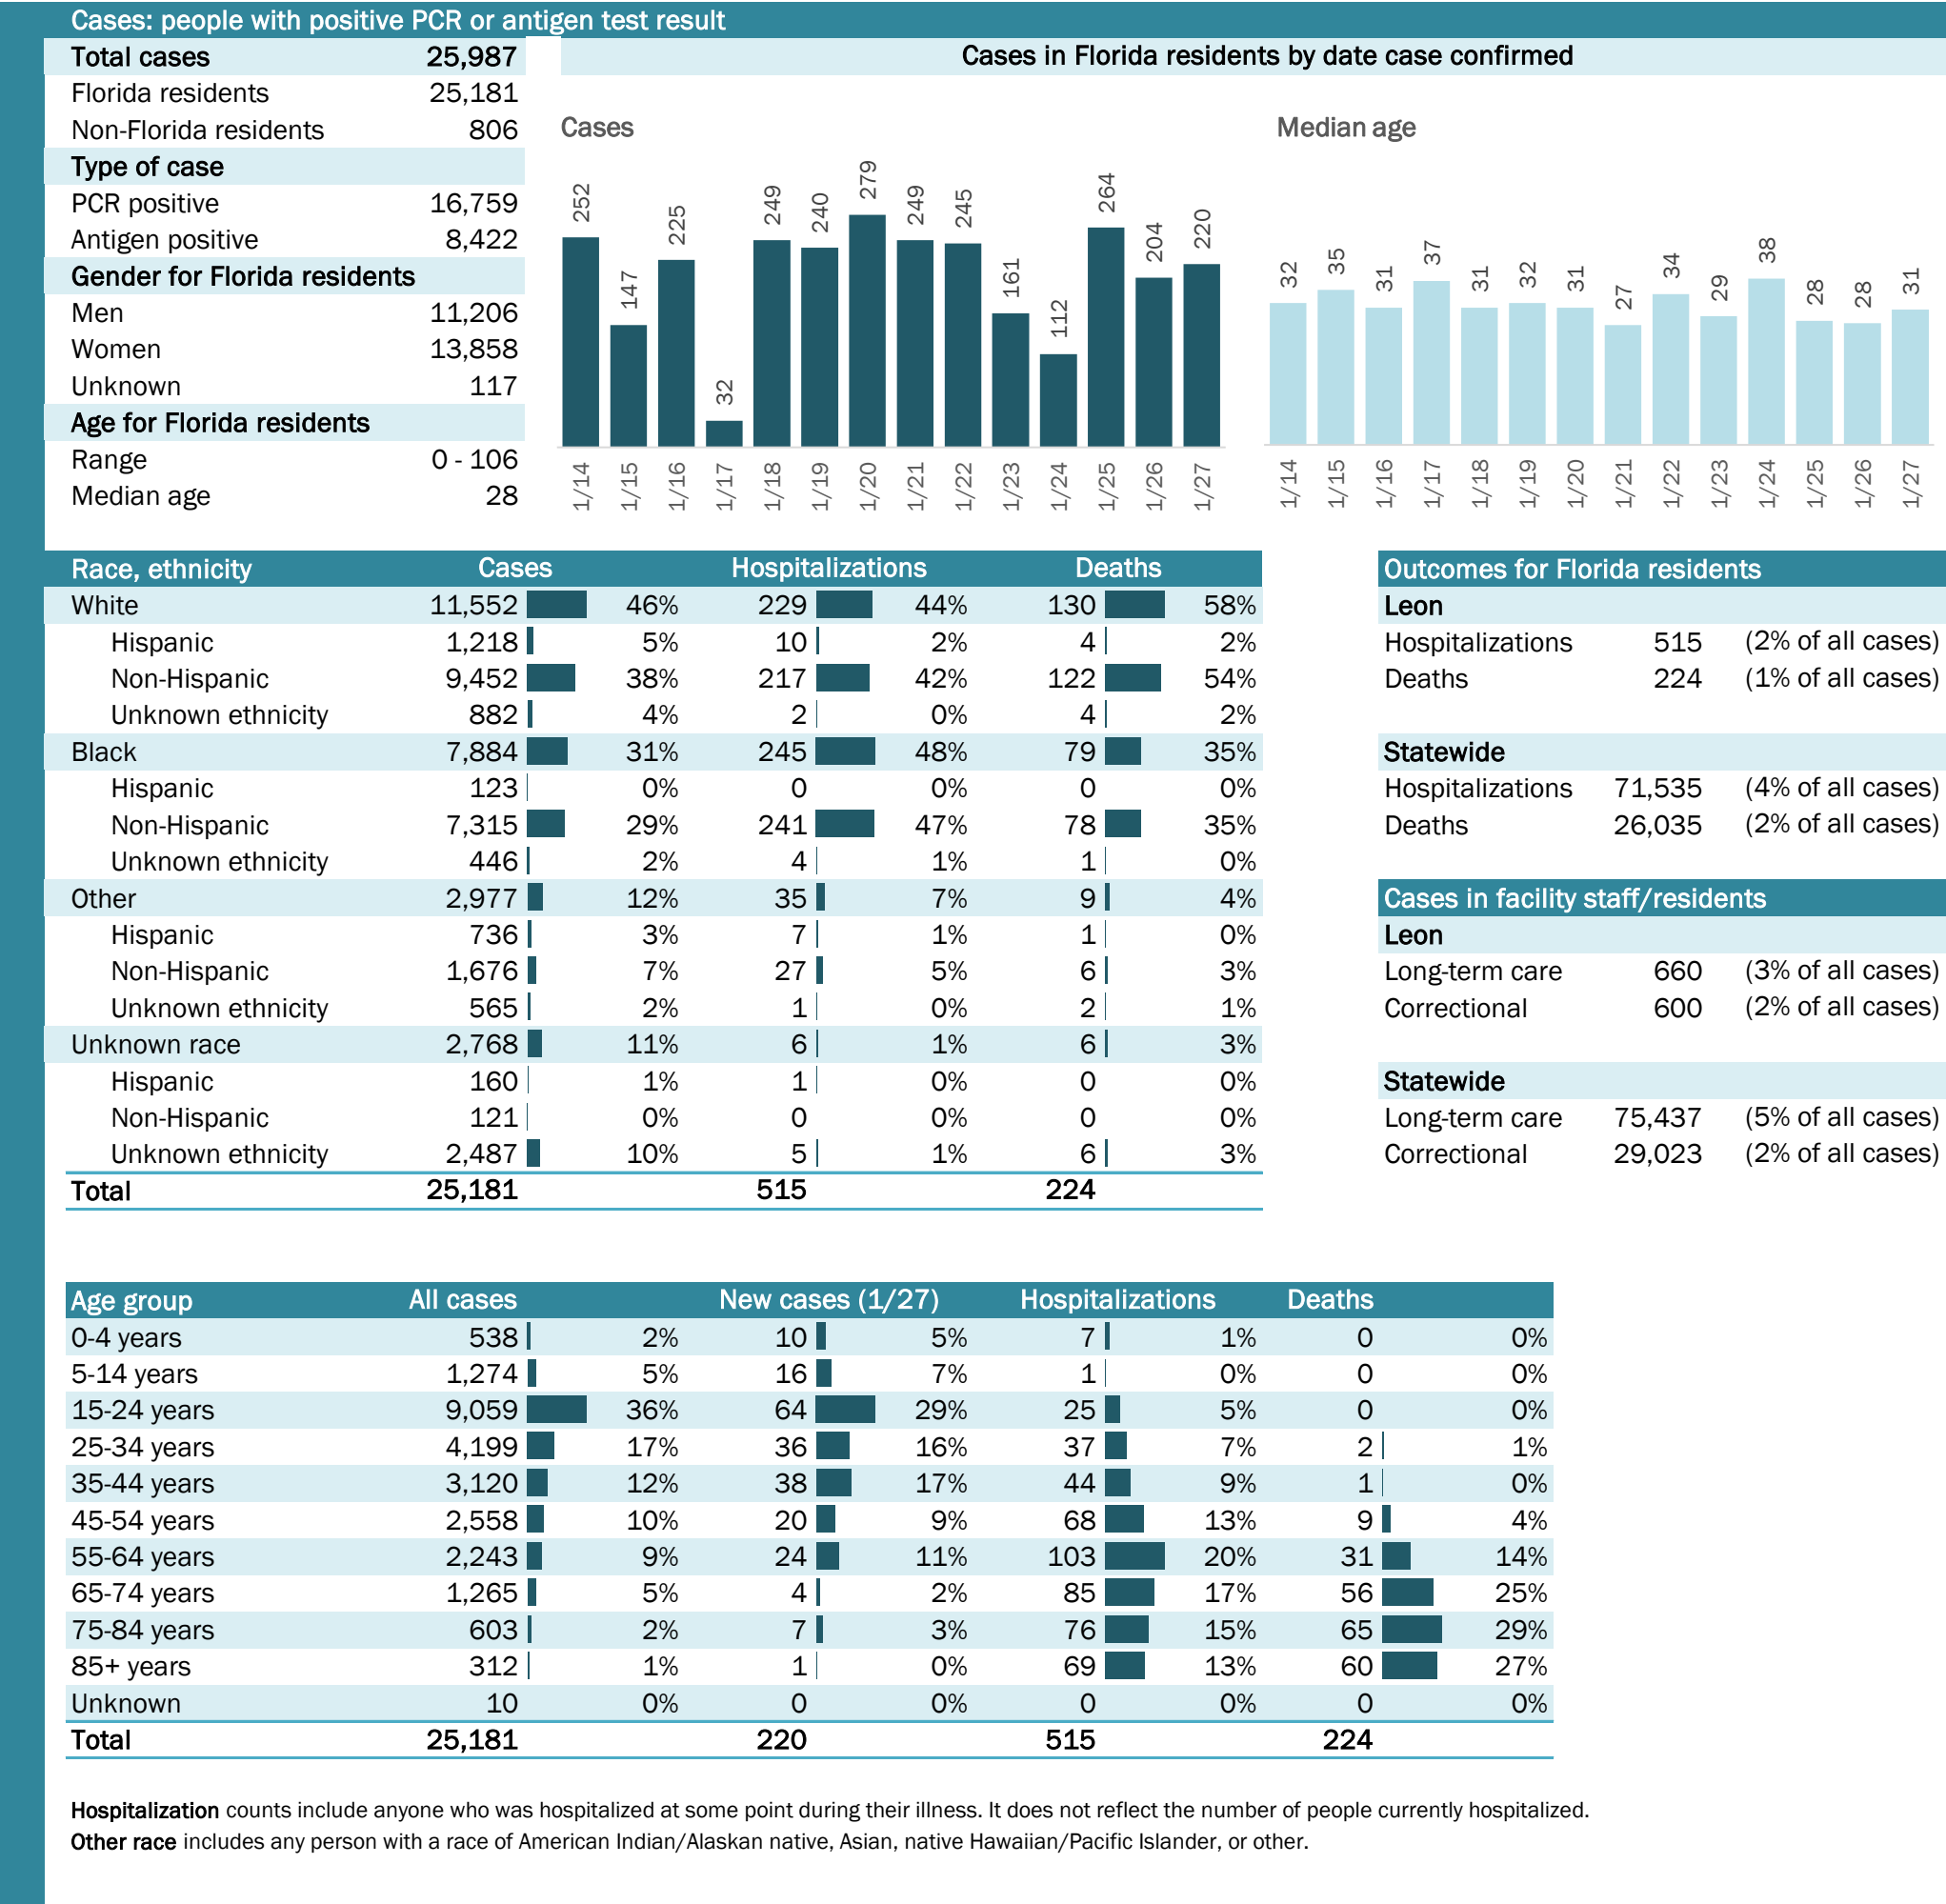 Cases: people with positive PCR or antigen test result
Total cases 25,987
Florida residents 25,181
Non-Florida residents 806
Type of case
PCR positive 16,759
Antigen positive 8,422
Gender for Florida residents
Men 11,206
Women 13,858
Unknown 117
Age for Florida residents
Range 0 - 106
Median age 28
Cases in Florida residents by date case confirmed
Cases
252 147 225 32 249 240 279 249 245 161 112 264 204 220
1/14 1/15 1/16 1/17 1/18 1/19 1/20 1/21 1/22 1/23 1/24 1/25 1/26 1/27
Median age
32 35 31 37 31 32 31 27 34 29 38 28 28 31
1/14 1/15 1/16 1/17 1/18 1/19 1/20 1/21 1/22 1/23 1/24 1/25 1/26 1/27
Race, ethnicity Cases Hospitalizations Deaths
White 11,552 46% 229 44% 130 58%
Hispanic 1,218 5% 10 2% 4 2%
Non-Hispanic 9,452 38% 217 42% 122 54%
Unknown ethnicity 882 4% 2 0% 4 2%
Black 7,884 31% 245 48% 79 35%
Hispanic 123 0% 0 0% 0 0%
Non-Hispanic 7,315 29% 241 47% 78 35%
Unknown ethnicity 446 2% 4 1% 1 0%
Other 2,977 12% 35 7% 9 4%
Hispanic 736 3% 7 1% 1 0%
Non-Hispanic 1,676 7% 27 5% 6 3%
Unknown ethnicity 565 2% 1 0% 2 1%
Unknown race 2,768 11% 6 1% 6 3%
Hispanic 160 1% 1 0% 0 0%
Non-Hispanic 121 0% 0 0% 0 0%
Unknown ethnicity 2,487 10% 5 1% 6 3%
Total 25,181 515 224
Outcomes for Florida residents
Leon
Hospitalizations 515 (2% of all cases)
Deaths 224 (1% of all cases)
Statewide
Hospitalizations 71,535 (4% of all cases)
Deaths 26,035 (2% of all cases)
Cases in facility staff/residents
Leon
Long-term care 660 (3% of all cases)
Correctional 600 (2% of all cases)
Statewide
Long-term care 75,437 (5% of all cases)
Correctional 29,023 (2% of all cases)
Age group All cases New cases (1/27) Hospitalizations Deaths
0-4 years 538 2% 10 5% 7 1% 0 0%
5-14 years 1,274 5% 16 7% 1 0% 0 0%
15-24 years 9,059 36% 64 29% 25 5% 0 0%
25-34 years 4,199 17% 36 16% 37 7% 2 1%
35-44 years 3,120 12% 38 17% 44 9% 1 0%
45-54 years 2,558 10% 20 9% 68 13% 9 4%
55-64 years 2,243 9% 24 11% 103 20% 31 14%
65-74 years 1,265 5% 4 2% 85 17% 56 25%
75-84 years 603 2% 7 3% 76 15% 65 29%
85+ years 312 1% 1 0% 69 13% 60 27%
Unknown 10 0% 0 0% 0 0% 0 0%
Total 25,181 220 515 224
Hospitalization counts include anyone who was hospitalized at some point during their illness. It does not reflect the number of people currently hospitalized.
Other race includes any person with a race of American Indian/Alaskan native, Asian, native Hawaiian/Pacific Islander, or other.